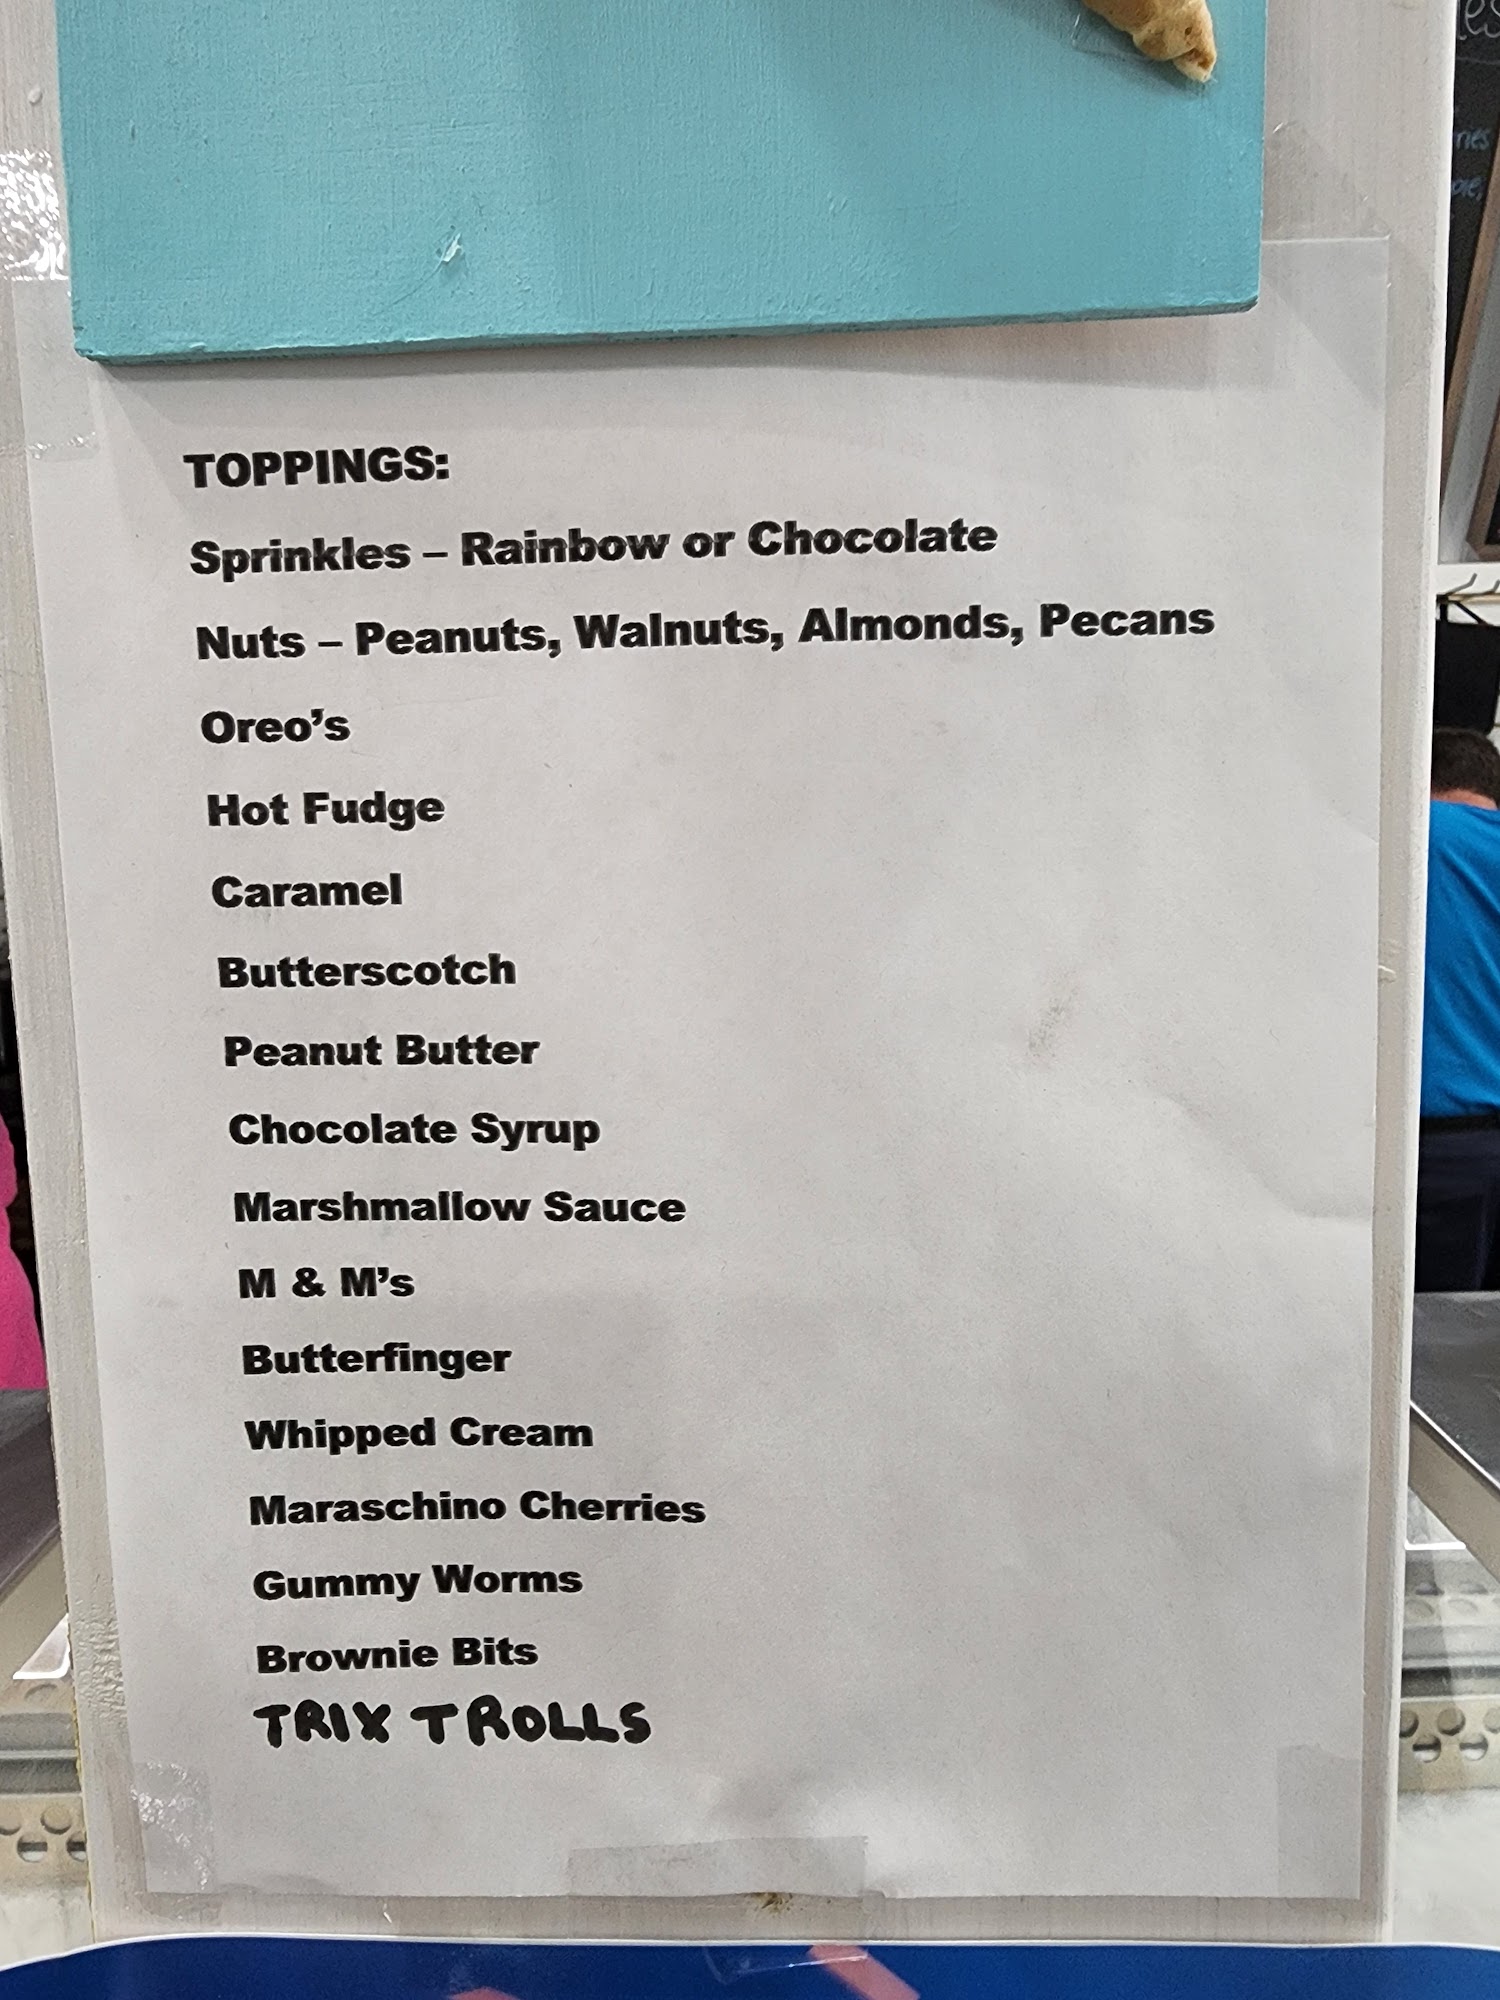 TOPPINGS:
Sprinkles – Rainbow or Chocolate
Nuts – Peanuts, Walnuts, Almonds, Pecans
Oreo’s
Hot Fudge
Caramel
Butterscotch
Peanut Butter
Chocolate Syrup
Marshmallow Sauce
M & M’s
Butterfinger
Whipped Cream
Maraschino Cherries
Gummy Worms
Brownie Bits
TRIX TROLLS